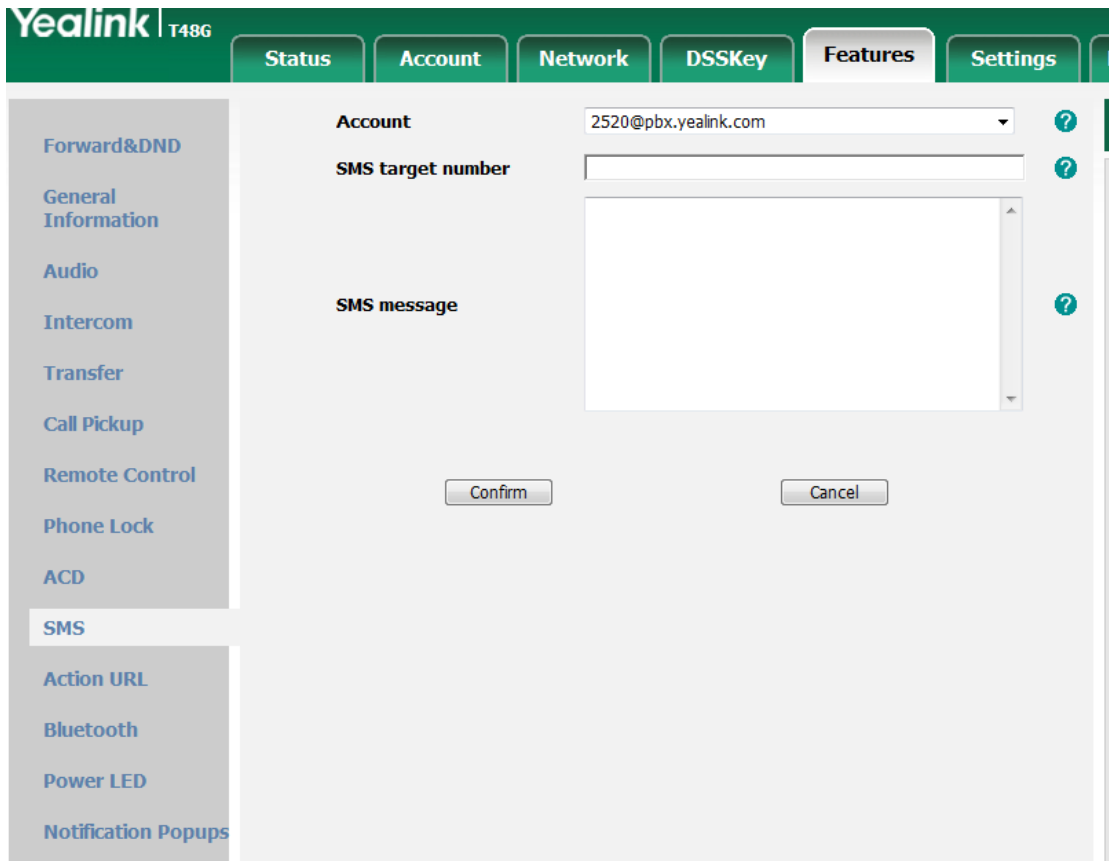 Yealink T48G
Status Account Network DSSKey Features Settings
Forward&DND
General
Information
Audio
Intercom
Transfer
Call Pickup
Remote Control
Phone Lock
ACD
SMS
Action URL
Bluetooth
Power LED
Notification Popups
Account 2520@pbx.yealink.com ?
SMS target number ?
SMS message ?
Confirm Cancel